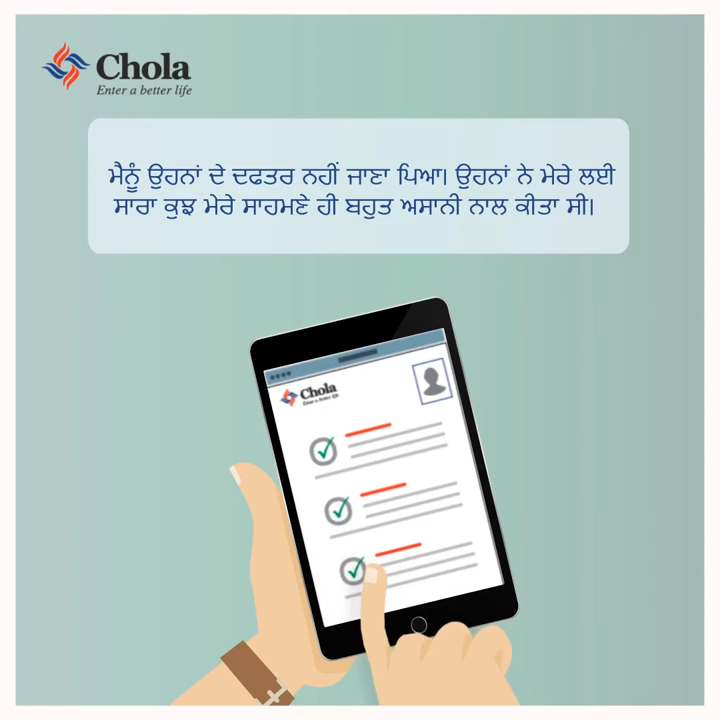 Chola
Enter a better life
ਮੈਨੂੰ ਉਹਨਾਂ ਦੇ ਦਫਤਰ ਨਹੀਂ ਜਾਣਾ ਪਿਆ। ਉਹਨਾਂ ਨੇ ਮੇਰੇ ਲਈ
ਸਾਰਾ ਕੁਝ ਮੇਰੇ ਸਾਹਮਣੇ ਹੀ ਬਹੁਤ ਅਸਾਨੀ ਨਾਲ ਕੀਤਾ ਸੀ।
Chola
Enter a better life